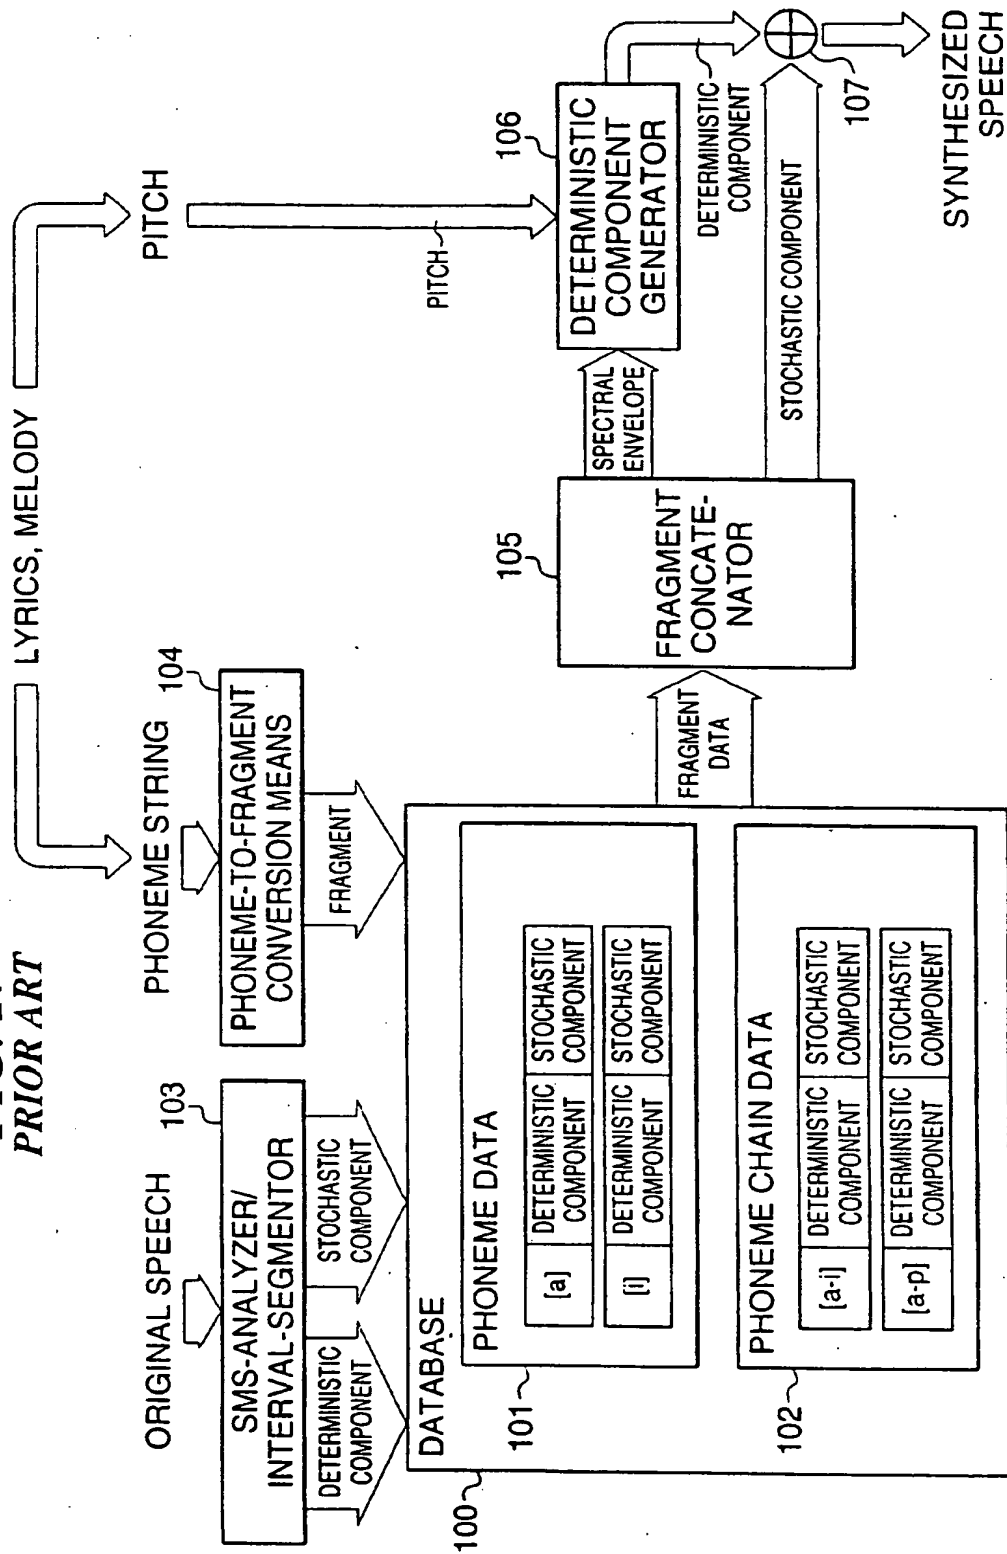 PRIOR ART
LYRICS, MELODY
ORIGINAL SPEECH
PHONEME STRING
PITCH
103
SMS-ANALYZER/
INTERVAL-SEGMENTOR
104
PHONEME-TO-FRAGMENT
CONVERSION MEANS
DETERMINISTIC
COMPONENT
STOCHASTIC
COMPONENT
FRAGMENT
PITCH
100
DATABASE
101
PHONEME DATA
[a]
DETERMINISTIC
COMPONENT
STOCHASTIC
COMPONENT
[i]
DETERMINISTIC
COMPONENT
STOCHASTIC
COMPONENT
102
PHONEME CHAIN DATA
[a-i]
DETERMINISTIC
COMPONENT
STOCHASTIC
COMPONENT
[a-p]
DETERMINISTIC
COMPONENT
STOCHASTIC
COMPONENT
FRAGMENT
DATA
105
FRAGMENT
CONCATE-
NATOR
SPECTRAL
ENVELOPE
106
DETERMINISTIC
COMPONENT
GENERATOR
DETERMINISTIC
COMPONENT
STOCHASTIC COMPONENT
107
SYNTHESIZED
SPEECH